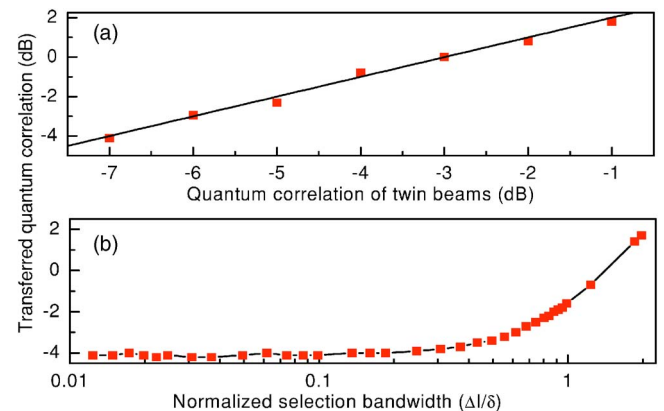 Transferred quantum correlation (dB)
(a)
2
0
-2
-4
-7 -6 -5 -4 -3 -2 -1
Quantum correlation of twin beams (dB)
(b)
2
0
-2
-4
0.01 0.1 1
Normalized selection bandwidth (ΔI/δ)